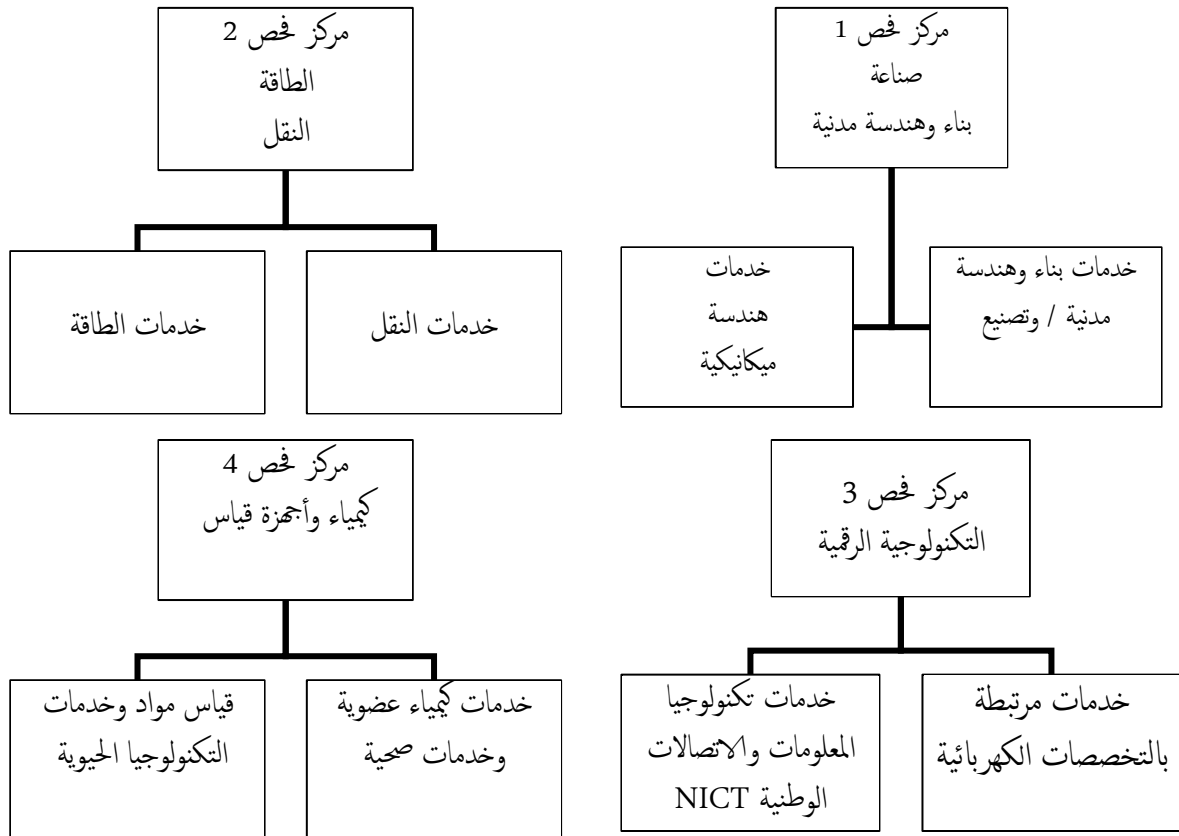 مركز فحص 1
صناعة
بناء وهندسة مدنية
خدمات بناء وهندسة
مدنية / وتصنيع
خدمات
هندسة
ميكانيكية
مركز فحص 2
الطاقة
النقل
خدمات النقل
خدمات الطاقة
مركز فحص 3
التكنولوجية الرقمية
خدمات مرتبطة
بالتخصصات الكهربائية
خدمات تكنولوجيا
المعلومات والاتصالات
الوطنية NICT
مركز فحص 4
كيمياء وأجهزة قياس
خدمات كيمياء عضوية
وخدمات صحية
قياس مواد وخدمات
التكنولوجيا الحيوية